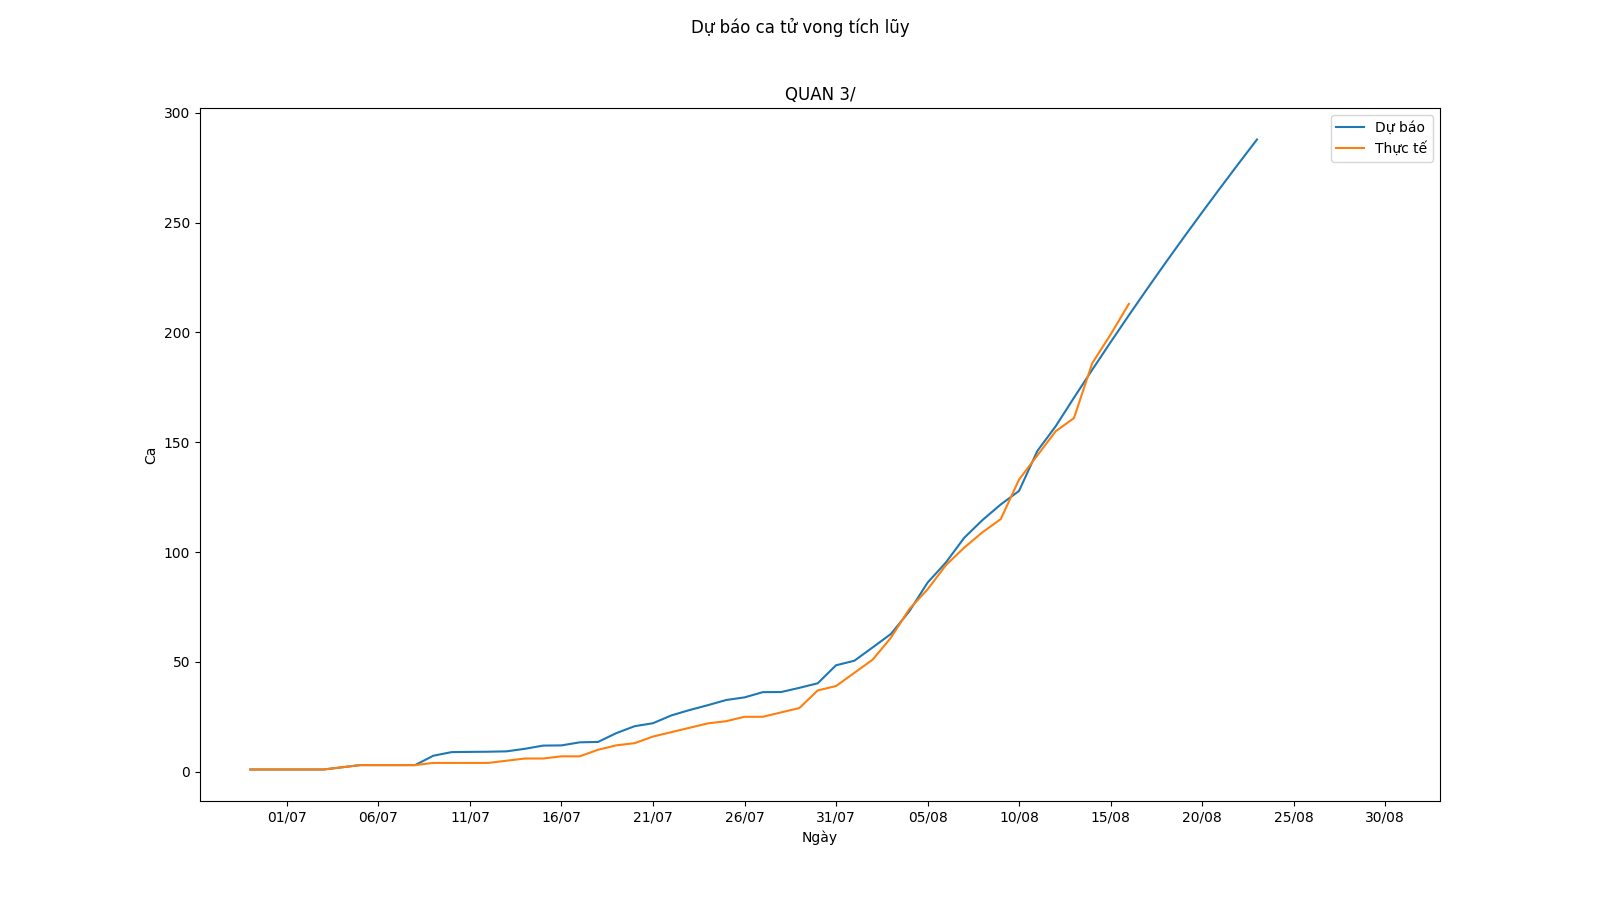 Dự báo ca tử vong tích lũy
QUAN 3/
300
250
200
150
100
50
0
Ca
Dự báo
Thực tế
01/07 06/07 11/07 16/07 21/07 26/07 31/07 05/08 10/08 15/08 20/08 25/08 30/08
Ngày